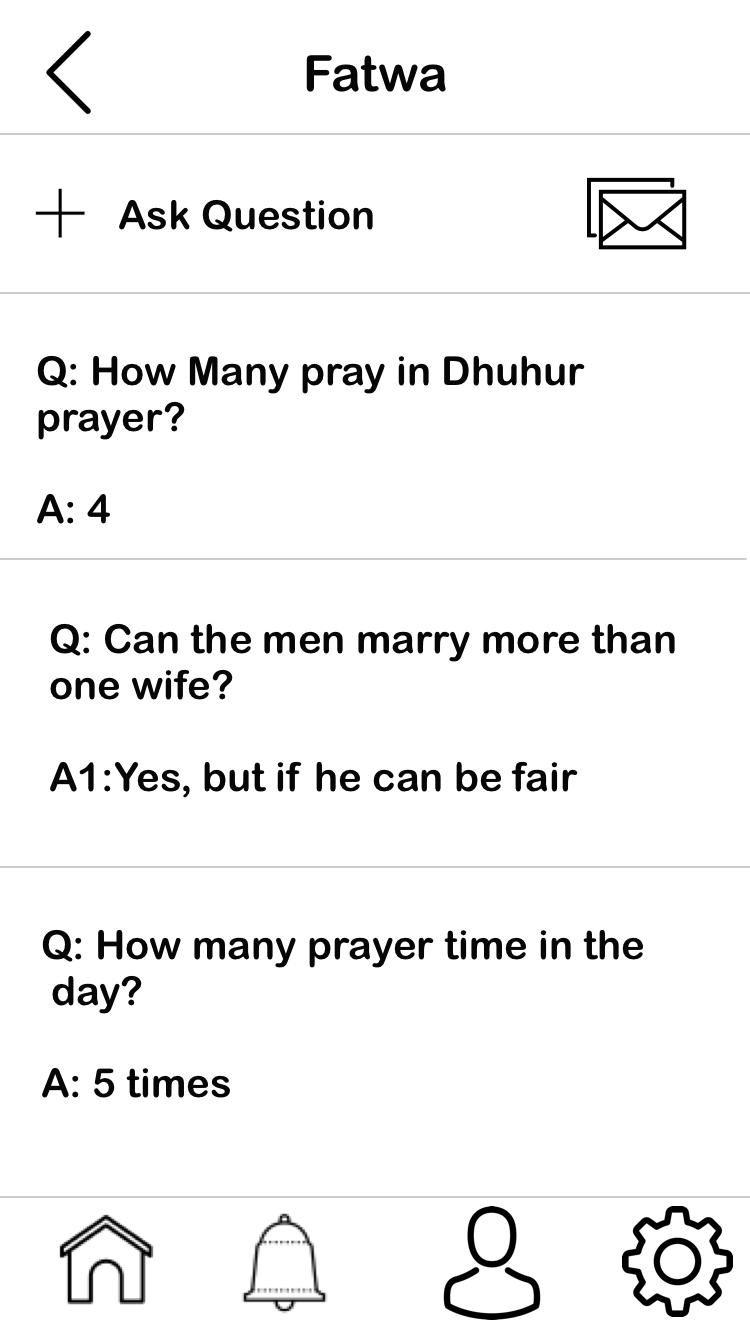 Fatwa
Ask Question
Q: How Many pray in Dhuhur
prayer?
A: 4
Q: Can the men marry more than
one wife?
A1:Yes, but if he can be fair
Q: How many prayer time in the
day?
A: 5 times